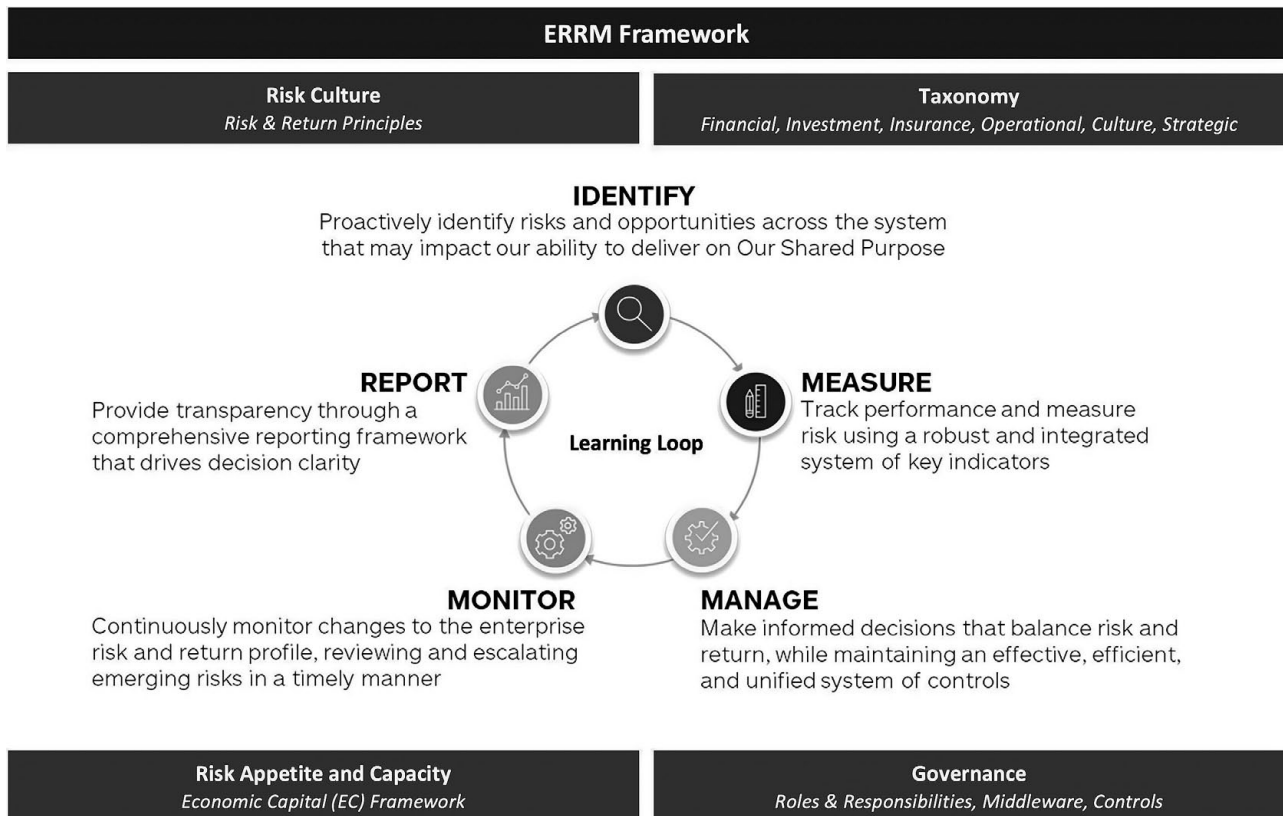 ERRM Framework
Risk Culture
Risk & Return Principles
Taxonomy
Financial, Investment, Insurance, Operational, Culture, Strategic
IDENTIFY
Proactively identify risks and opportunities across the system
that may impact our ability to deliver on Our Shared Purpose
REPORT
Provide transparency through a
comprehensive reporting framework
that drives decision clarity
Learning Loop
MEASURE
Track performance and measure
risk using a robust and integrated
system of key indicators
MONITOR
Continuously monitor changes to the enterprise
risk and return profile, reviewing and escalating
emerging risks in a timely manner
MANAGE
Make informed decisions that balance risk and
return, while maintaining an effective, efficient,
and unified system of controls
Risk Appetite and Capacity
Economic Capital (EC) Framework
Governance
Roles & Responsibilities, Middleware, Controls